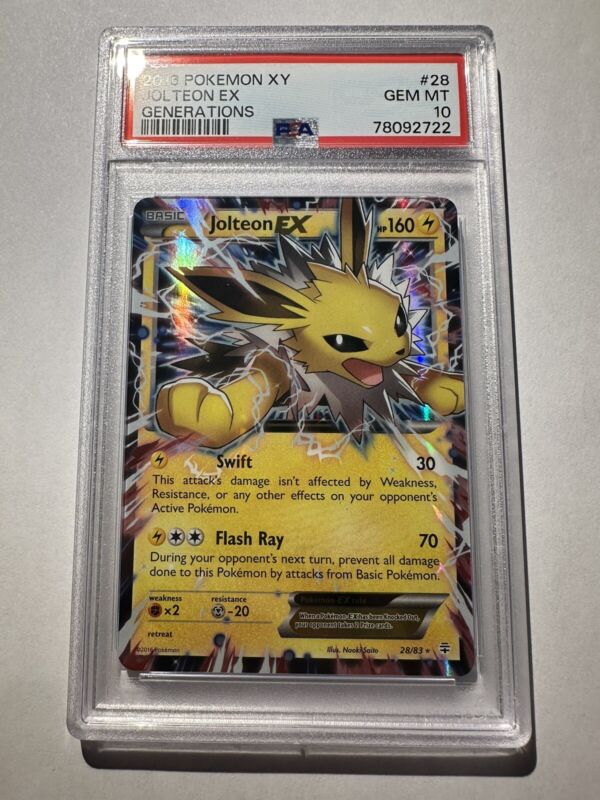 2016 POKEMON XY #28
JOLTEON EX GEM MT
GENERATIONS 10
PSA 78092722
BASIC Jolteon EX HP 160
Swift 30
This attack's damage isn't affected by Weakness,
Resistance, or any other effects on your opponent's
Active Pokémon.
Flash Ray 70
During your opponent's next turn, prevent all damage
done to this Pokémon by attacks from Basic Pokémon.
weakness resistance Pokémon-EX rule
×2 -20 When a Pokémon-EX has been Knocked Out,
your opponent takes 2 Prize cards.
retreat
©2016 Pokémon Illus. Naoki Saito 28/83 ★